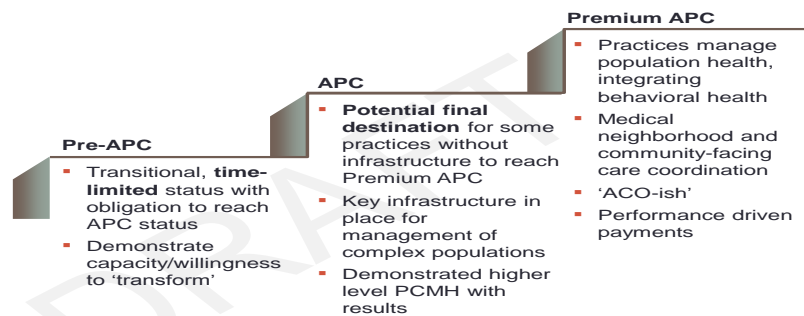 Pre-APC
▪ Transitional, time-
limited status with
obligation to reach
APC status
▪ Demonstrate
capacity/willingness
to ‘transform’
APC
▪ Potential final
destination for some
practices without
infrastructure to reach
Premium APC
▪ Key infrastructure in
place for
management of
complex populations
▪ Demonstrated higher
level PCMH with
results
Premium APC
▪ Practices manage
population health,
integrating
behavioral health
▪ Medical
neighborhood and
community-facing
care coordination
▪ ‘ACO-ish’
▪ Performance driven
payments
DRAFT